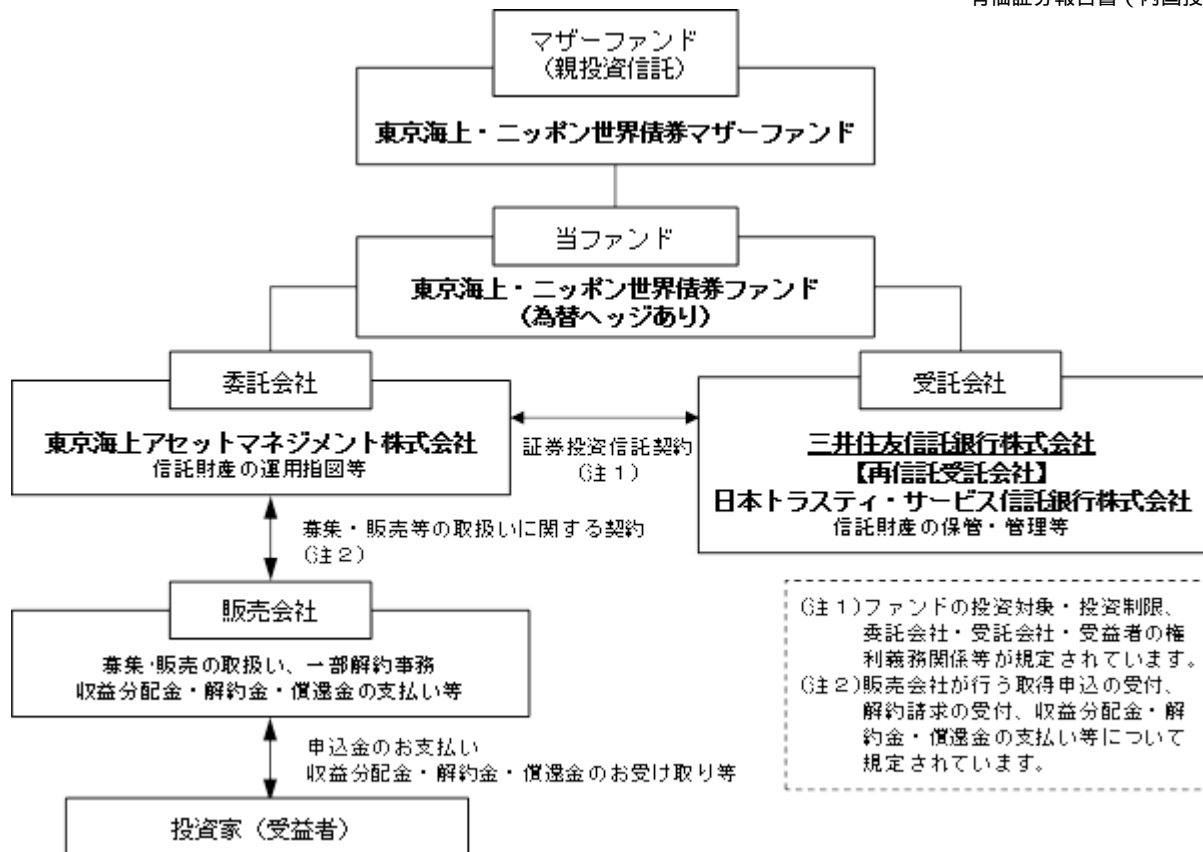 マザーファンド
（親投資信託）
東京海上・ニッポン世界債券マザーファンド
当ファンド
東京海上・ニッポン世界債券ファンド
（為替ヘッジあり）
委託会社
東京海上アセットマネジメント株式会社
信託財産の運用指図等
証券投資信託契約
（注１）
受託会社
三井住友信託銀行株式会社
【再信託受託会社】
日本トラスティ・サービス信託銀行株式会社
信託財産の保管・管理等
募集・販売等の取扱いに関する契約
（注２）
販売会社
募集・販売の取扱い、一部解約事務
収益分配金・解約金・償還金の支払い等
（注１）ファンドの投資対象・投資制限、
委託会社・受託会社・受益者の権
利義務関係等が規定されています。
（注２）販売会社が行う取得申込の受付、
解約請求の受付、収益分配金・解
約金・償還金の支払い等について
規定されています。
申込金のお支払い
収益分配金・解約金・償還金のお受け取り等
投資家（受益者）